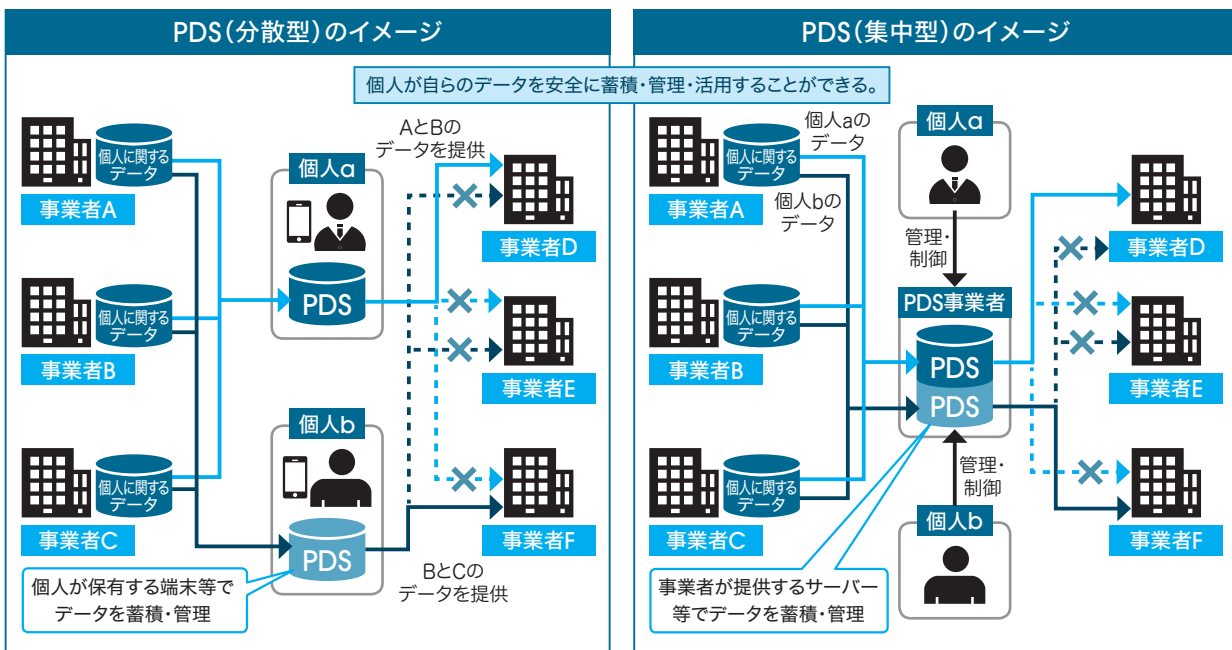 PDS(分散型)のイメージ
PDS(集中型)のイメージ
個人が自らのデータを安全に蓄積・管理・活用することができる。
個人に関する
データ
事業者A
個人に関する
データ
事業者B
個人に関する
データ
事業者C
個人a
PDS
個人b
PDS
AとBの
データを提供
BとCの
データを提供
事業者D
事業者E
事業者F
個人が保有する端末等で
データを蓄積・管理
個人に関する
データ
事業者A
個人に関する
データ
事業者B
個人に関する
データ
事業者C
個人aの
データ
個人bの
データ
個人a
管理・
制御
PDS事業者
PDS
PDS
管理・
制御
個人b
事業者D
事業者E
事業者F
事業者が提供するサーバー
等でデータを蓄積・管理